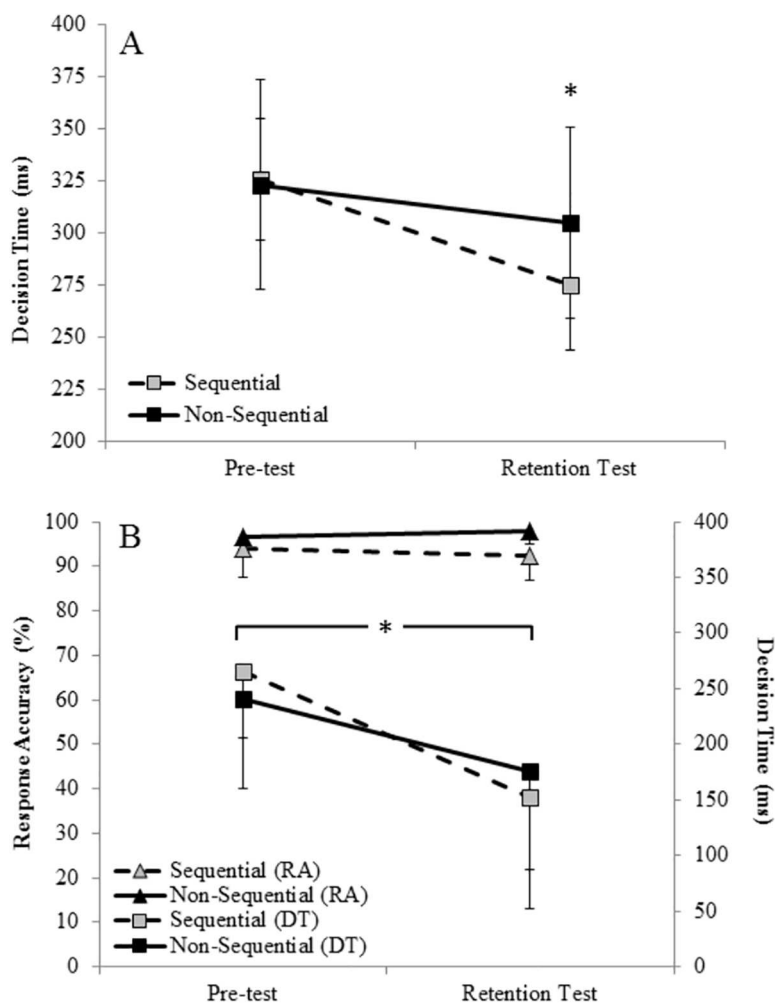 A
400
375
350
325
300
275
250
225
200
Decision Time (ms)
*
Sequential
Non-Sequential
Pre-test Retention Test
B
100
90
80
70
60
50
40
30
20
10
0
Response Accuracy (%)
*
Sequential (RA)
Non-Sequential (RA)
Sequential (DT)
Non-Sequential (DT)
400
350
300
250
200
150
100
50
0
Decision Time (ms)
Pre-test Retention Test